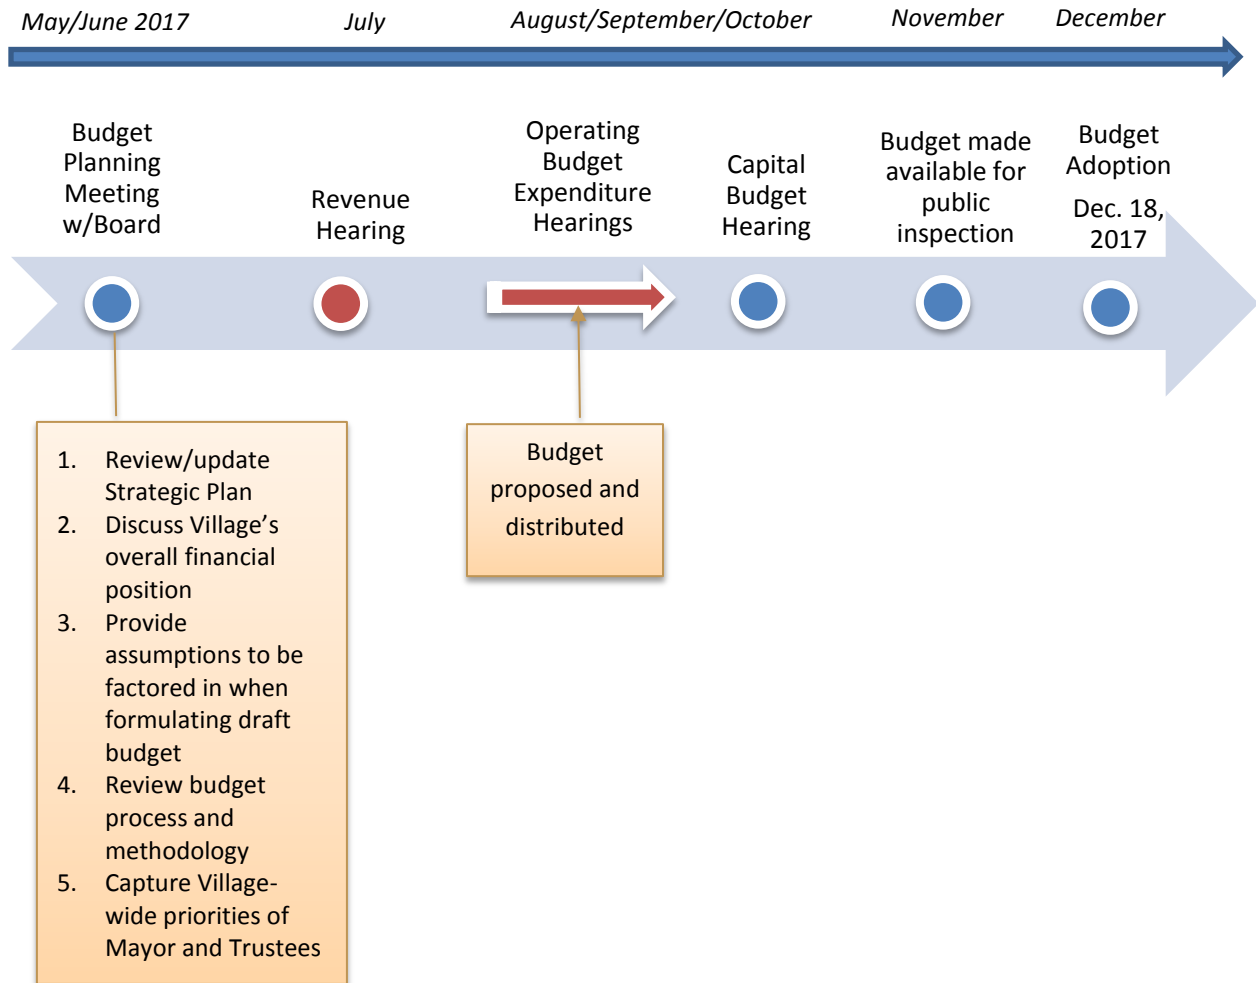 May/June 2017
July
August/September/October
November
December
Budget
Planning
Meeting
w/Board
Revenue
Hearing
Operating
Budget
Expenditure
Hearings
Capital
Budget
Hearing
Budget made
available for
public
inspection
Budget
Adoption
Dec. 18,
2017
1. Review/update
Strategic Plan
2. Discuss Village’s
overall financial
position
3. Provide
assumptions to be
factored in when
formulating draft
budget
4. Review budget
process and
methodology
5. Capture Village-
wide priorities of
Mayor and Trustees
Budget
proposed and
distributed